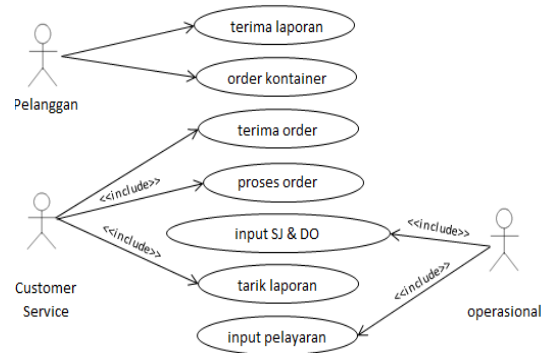 terima laporan
order kontainer
Pelanggan
terima order
<<include>>
proses order
<<include>>
input SJ & DO
<<include>>
tarik laporan
<<include>>
Customer
Service
operasional
input pelayaran